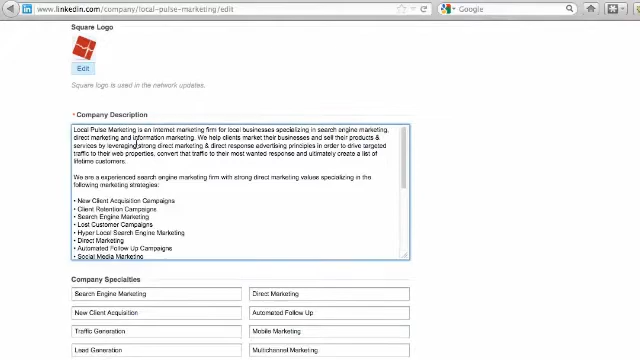 www.linkedin.com/company/local-pulse-marketing/edit
Google
Square Logo
Edit
Square logo is used in the network updates.
• Company Description
Local Pulse Marketing is an Internet marketing firm for local businesses specializing in search engine marketing,
direct marketing and information marketing. We help clients market their businesses and sell their products &
services by leveraging strong direct marketing & direct response advertising principles in order to drive targeted
traffic to their web properties, convert that traffic to their most wanted response and ultimately create a list of
lifetime customers.
We are a experienced search engine marketing firm with strong direct marketing values specializing in the
following marketing strategies:
• New Client Acquisition Campaigns
• Client Retention Campaigns
• Search Engine Marketing
• Lost Customer Campaigns
• Hyper Local Search Engine Marketing
• Direct Marketing
• Automated Follow Up Campaigns
• Social Media Marketing
Company Specialties
Search Engine Marketing Direct Marketing
New Client Acquisition Automated Follow Up
Traffic Generation Mobile Marketing
Lead Generation Multichannel Marketing